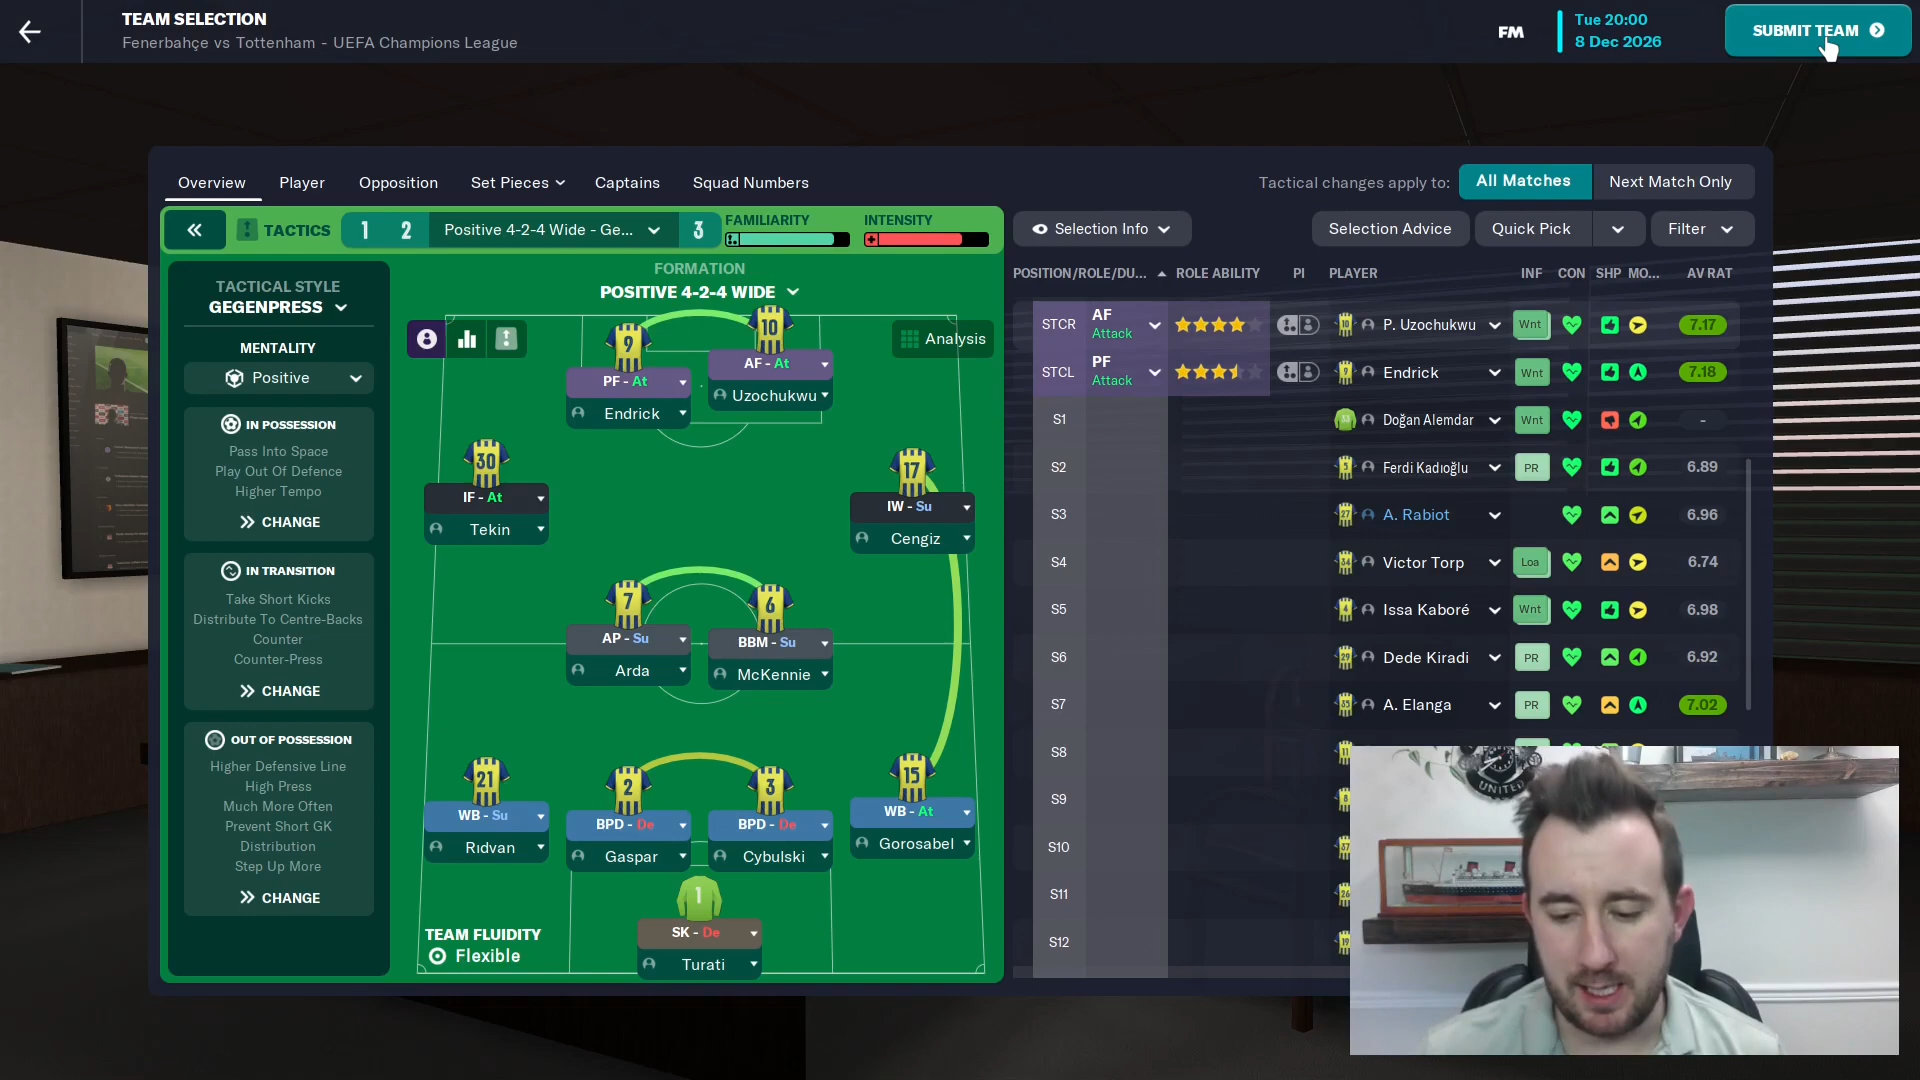 TEAM SELECTION
Fenerbahçe vs Tottenham - UEFA Champions League
FM
Tue 20:00
8 Dec 2026
SUBMIT TEAM
Overview
Player
Opposition
Set Pieces
Captains
Squad Numbers
Tactical changes apply to:
All Matches
Next Match Only
TACTICS
1
2
Positive 4-2-4 Wide - Ge...
3
FAMILIARITY
INTENSITY
Selection Info
Selection Advice
Quick Pick
Filter
TACTICAL STYLE
GEGENPRESS
MENTALITY
Positive
IN POSSESSION
Pass Into Space
Play Out Of Defence
Higher Tempo
CHANGE
IN TRANSITION
Take Short Kicks
Distribute To Centre-Backs
Counter
Counter-Press
CHANGE
OUT OF POSSESSION
Higher Defensive Line
High Press
Much More Often
Prevent Short GK
Distribution
Step Up More
CHANGE
FORMATION
POSITIVE 4-2-4 WIDE
Analysis
9
PF - At
Endrick
10
AF - At
Uzochukwu
30
IF - At
Tekin
17
IW - Su
Cengiz
7
AP - Su
Arda
6
BBM - Su
McKennie
21
WB - Su
Rıdvan
2
BPD - De
Gaspar
3
BPD - De
Cybulski
15
WB - At
Gorosabel
1
SK - De
Turati
TEAM FLUIDITY
Flexible
POSITION/ROLE/DU... ROLE ABILITY PI PLAYER INF CON SHP MO... AV RAT
STCR AF Attack P. Uzochukwu Wnt 7.17
STCL PF Attack Endrick Wnt 7.18
S1 Doğan Alemdar Wnt -
S2 Ferdi Kadıoğlu PR 6.89
S3 A. Rabiot 6.96
S4 Victor Torp Loa 6.74
S5 Issa Kaboré Wnt 6.98
S6 Dede Kiradi PR 6.92
S7 A. Elanga PR 7.02
S8
S9
S10
S11
S12
UNITED